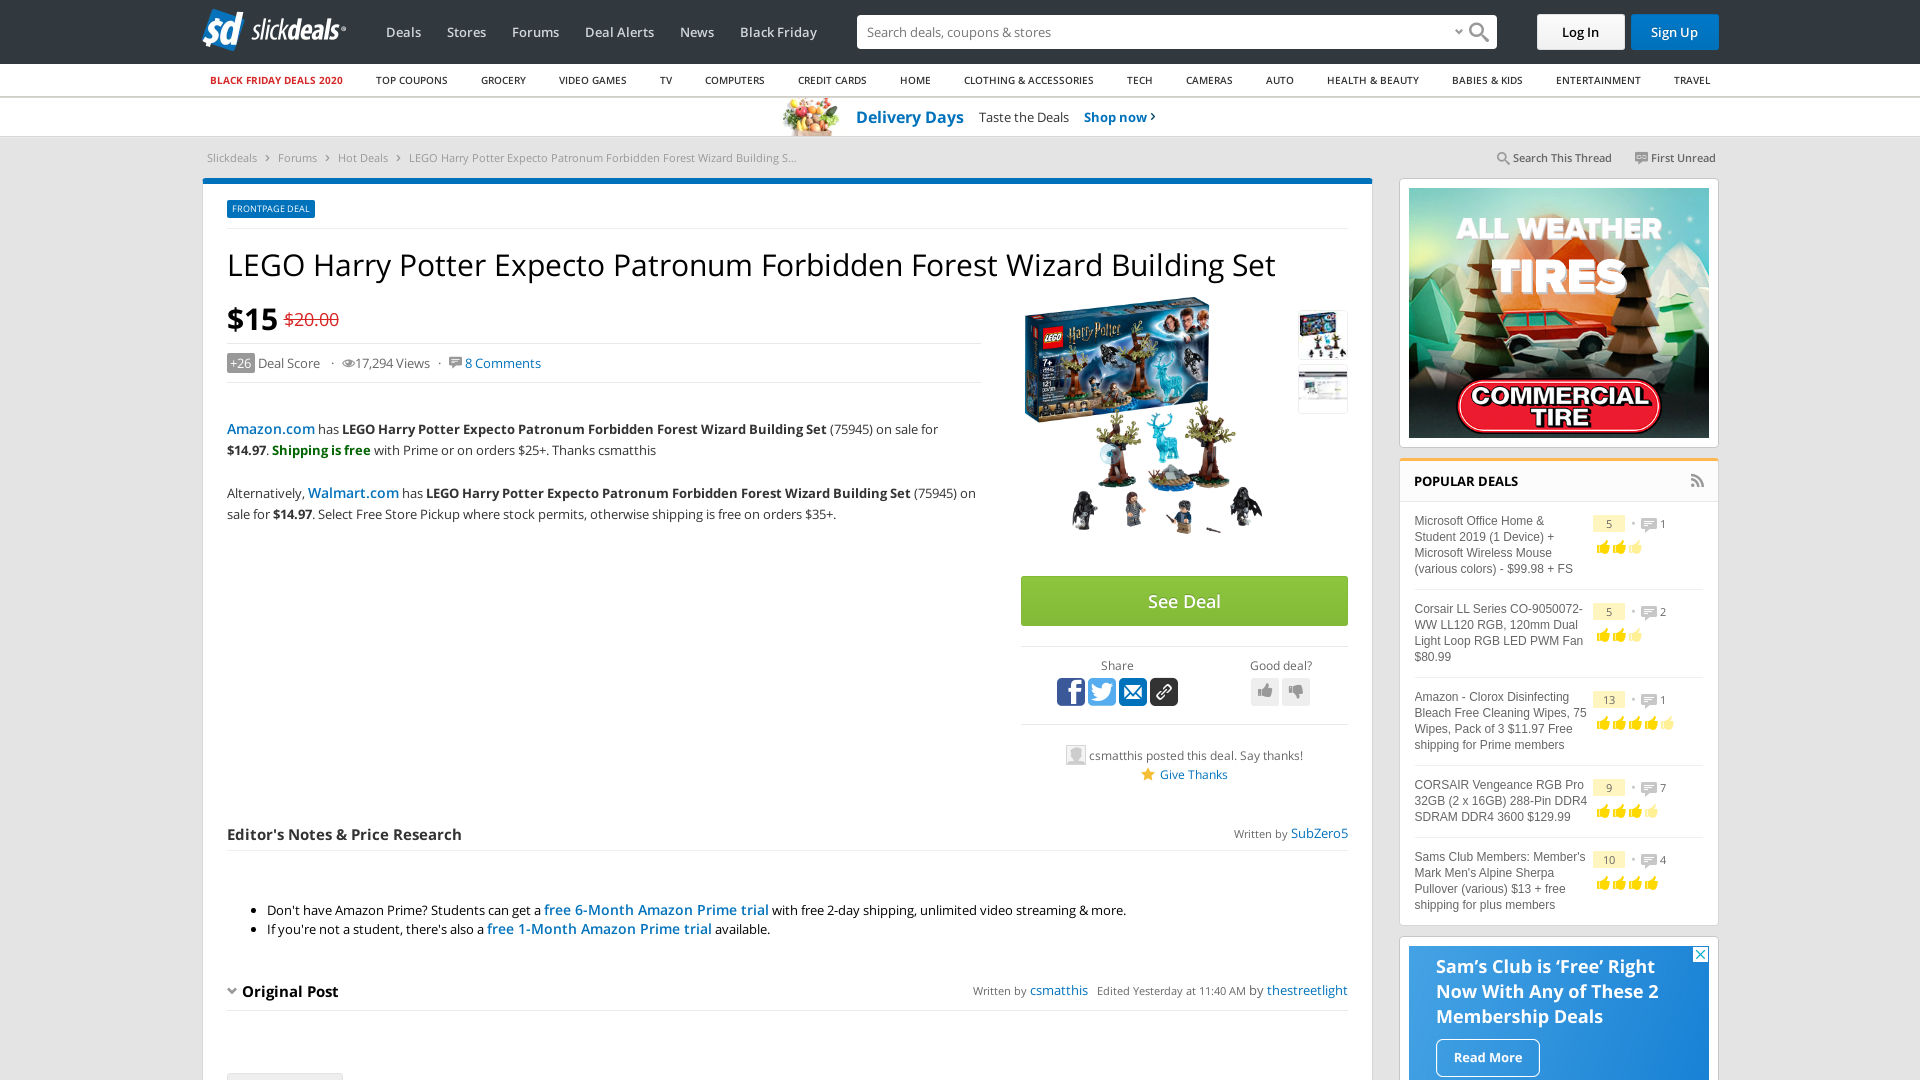 slickdeals
Deals
Stores
Forums
Deal Alerts
News
Black Friday
Search deals, coupons & stores
Log In
Sign Up
BLACK FRIDAY DEALS 2020
TOP COUPONS
GROCERY
VIDEO GAMES
TV
COMPUTERS
CREDIT CARDS
HOME
CLOTHING & ACCESSORIES
TECH
CAMERAS
AUTO
HEALTH & BEAUTY
BABIES & KIDS
ENTERTAINMENT
TRAVEL
Delivery Days Taste the Deals Shop now
Slickdeals > Forums > Hot Deals > LEGO Harry Potter Expecto Patronum Forbidden Forest Wizard Building S...
Search This Thread
First Unread
FRONTPAGE DEAL
LEGO Harry Potter Expecto Patronum Forbidden Forest Wizard Building Set
$15 $20.00
+26 Deal Score · 17,294 Views · 8 Comments
Amazon.com has LEGO Harry Potter Expecto Patronum Forbidden Forest Wizard Building Set (75945) on sale for
$14.97. Shipping is free with Prime or on orders $25+. Thanks csmatthis
Alternatively, Walmart.com has LEGO Harry Potter Expecto Patronum Forbidden Forest Wizard Building Set (75945) on
sale for $14.97. Select Free Store Pickup where stock permits, otherwise shipping is free on orders $35+.
LEGO
Harry Potter
7+
See Deal
Share
Good deal?
csmatthis posted this deal. Say thanks!
Give Thanks
Editor's Notes & Price Research
Written by SubZero5
• Don't have Amazon Prime? Students can get a free 6-Month Amazon Prime trial with free 2-day shipping, unlimited video streaming & more.
• If you're not a student, there's also a free 1-Month Amazon Prime trial available.
Original Post
Written by csmatthis Edited Yesterday at 11:40 AM by thestreetlight
ALL WEATHER
TIRES
COMMERCIAL
TIRE
POPULAR DEALS
Microsoft Office Home &
Student 2019 (1 Device) +
Microsoft Wireless Mouse
(various colors) - $99.98 + FS
5 • 1
Corsair LL Series CO-9050072-
WW LL120 RGB, 120mm Dual
Light Loop RGB LED PWM Fan
$80.99
5 • 2
Amazon - Clorox Disinfecting
Bleach Free Cleaning Wipes, 75
Wipes, Pack of 3 $11.97 Free
shipping for Prime members
13 • 1
CORSAIR Vengeance RGB Pro
32GB (2 x 16GB) 288-Pin DDR4
SDRAM DDR4 3600 $129.99
9 • 7
Sams Club Members: Member's
Mark Men's Alpine Sherpa
Pullover (various) $13 + free
shipping for plus members
10 • 4
Sam's Club is 'Free' Right
Now With Any of These 2
Membership Deals
Read More